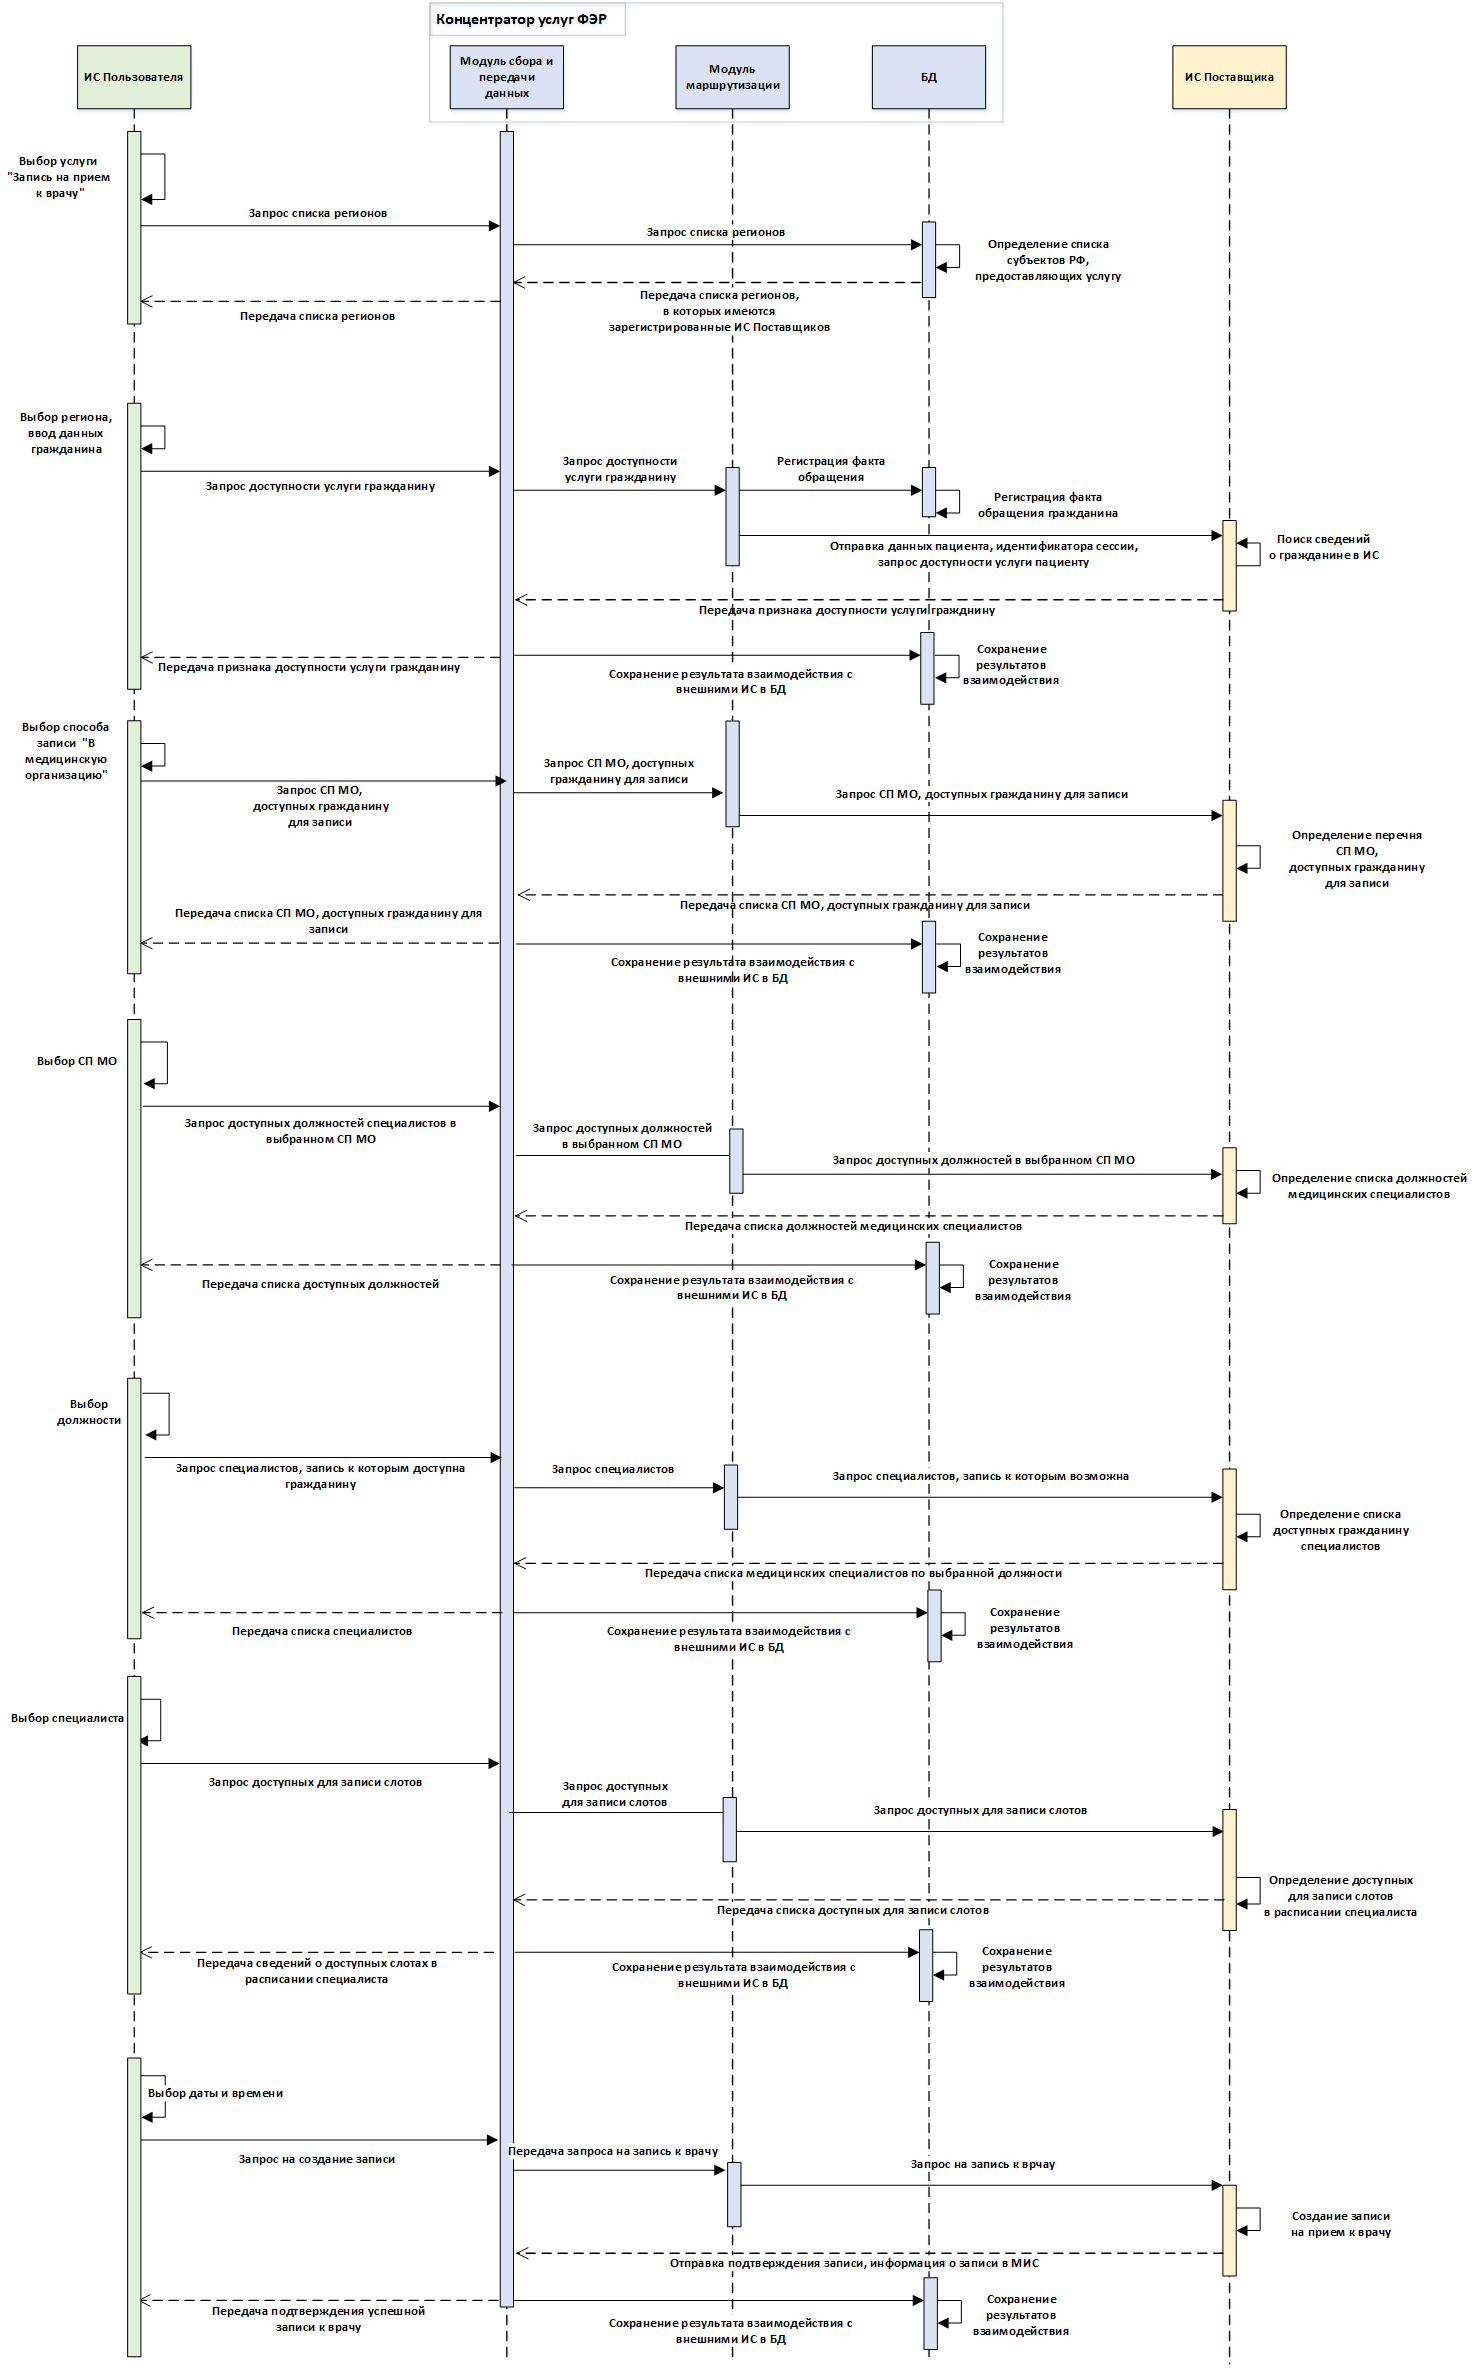 Концентратор услуг ФЭР
ИС Пользователя
Модуль сбора и
передачи
данных
Модуль
маршрутизации
БД
ИС Поставщика
Выбор услуги
"Запись на прием
к врачу"
Запрос списка регионов
Запрос списка регионов
Определение списка
субъектов РФ,
предоставляющих услугу
Передача списка регионов,
в которых имеются
зарегистрированные ИС Поставщиков
Передача списка регионов
Выбор региона,
ввод данных
гражданина
Запрос доступности услуги гражданину
Запрос доступности
услуги гражданину
Регистрация факта
обращения
Регистрация факта
обращения гражданина
Отправка данных пациента, идентификатора сессии,
запрос доступности услуги пациенту
Поиск сведений
о гражданине в ИС
Передача признака доступности услуги гражднину
Передача признака доступности услуги гражданину
Сохранение результата взаимодействия с
внешними ИС в БД
Сохранение
результатов
взаимодействия
Выбор способа
записи "В
медицинскую
организацию"
Запрос СП МО,
доступных гражданину
для записи
Запрос СП МО, доступных
гражданину для записи
Запрос СП МО, доступных гражданину для записи
Определение перечня
СП МО,
доступных гражданину
для записи
Передача списка СП МО, доступных гражданину для записи
Передача списка СП МО, доступных гражданину для
записи
Сохранение результата взаимодействия с
внешними ИС в БД
Сохранение
результатов
взаимодействия
Выбор СП МО
Запрос доступных должностей специалистов в
выбранном СП МО
Запрос доступных должностей
в выбранном СП МО
Запрос доступных должностей в выбранном СП МО
Определение списка должностей
медицинских специалистов
Передача списка должностей медицинских специалистов
Передача списка доступных должностей
Сохранение результата взаимодействия с
внешними ИС в БД
Сохранение
результатов
взаимодействия
Выбор
должности
Запрос специалистов, запись к которым доступна
гражданину
Запрос специалистов
Запрос специалистов, запись к которым возможна
Определение списка
доступных гражданину
специалистов
Передача списка медицинских специалистов по выбранной должности
Передача списка специалистов
Сохранение результата взаимодействия с
внешними ИС в БД
Сохранение
результатов
взаимодействия
Выбор специалиста
Запрос доступных для записи слотов
Запрос доступных
для записи слотов
Запрос доступных для записи слотов
Определение доступных
для записи слотов
в расписании специалиста
Передача списка доступных для записи слотов
Передача сведений о доступных слотах в
расписании специалиста
Сохранение результата взаимодействия с
внешними ИС в БД
Сохранение
результатов
взаимодействия
Выбор даты и времени
Запрос на создание записи
Передача запроса на запись к врачу
Запрос на запись к врчау
Создание записи
на прием к врачу
Отправка подтверждения записи, информация о записи в МИС
Передача подтверждения успешной
записи к врачу
Сохранение результата взаимодействия с
внешними ИС в БД
Сохранение
результатов
взаимодействия